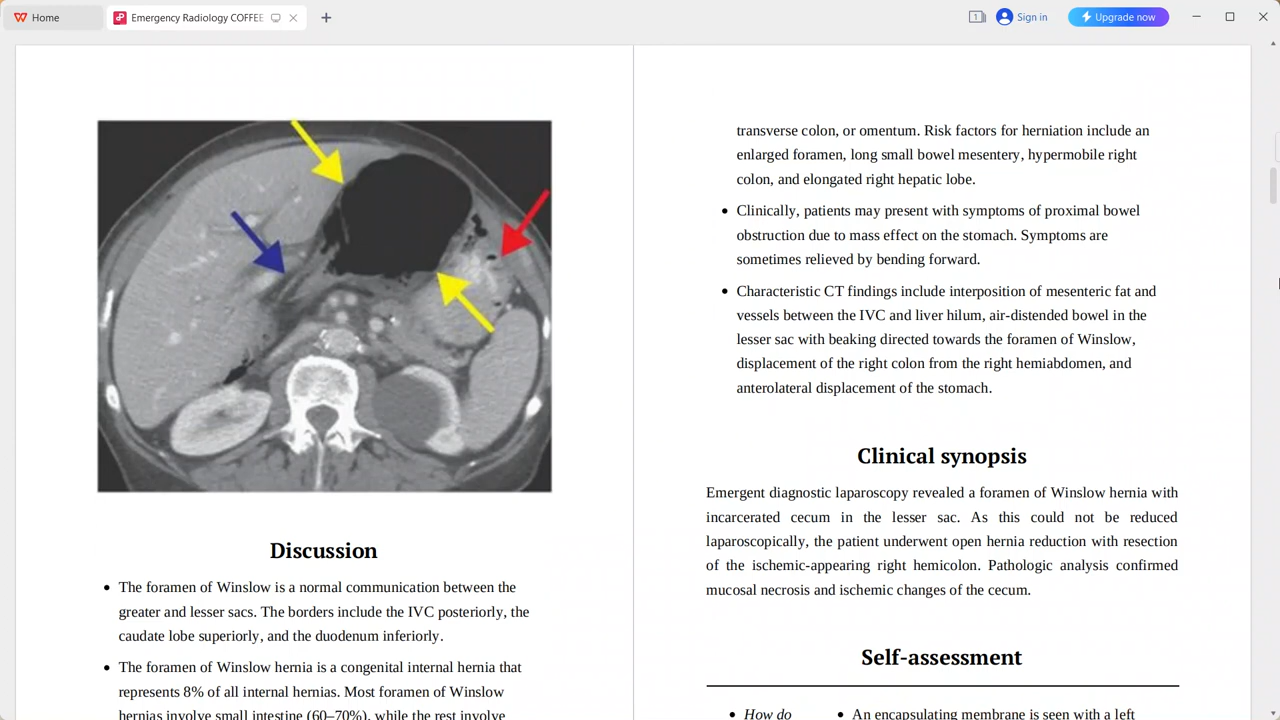 Home
Emergency Radiology COFFEE
1
Sign in
Upgrade now
Discussion
• The foramen of Winslow is a normal communication between the
greater and lesser sacs. The borders include the IVC posteriorly, the
caudate lobe superiorly, and the duodenum inferiorly.
• The foramen of Winslow hernia is a congenital internal hernia that
represents 8% of all internal hernias. Most foramen of Winslow
hernias involve small intestine (60–70%), while the rest involve
transverse colon, or omentum. Risk factors for herniation include an
enlarged foramen, long small bowel mesentery, hypermobile right
colon, and elongated right hepatic lobe.
• Clinically, patients may present with symptoms of proximal bowel
obstruction due to mass effect on the stomach. Symptoms are
sometimes relieved by bending forward.
• Characteristic CT findings include interposition of mesenteric fat and
vessels between the IVC and liver hilum, air-distended bowel in the
lesser sac with beaking directed towards the foramen of Winslow,
displacement of the right colon from the right hemiabdomen, and
anterolateral displacement of the stomach.
Clinical synopsis
Emergent diagnostic laparoscopy revealed a foramen of Winslow hernia with
incarcerated cecum in the lesser sac. As this could not be reduced
laparoscopically, the patient underwent open hernia reduction with resection
of the ischemic-appearing right hemicolon. Pathologic analysis confirmed
mucosal necrosis and ischemic changes of the cecum.
Self-assessment
• How do
• An encapsulating membrane is seen with a left